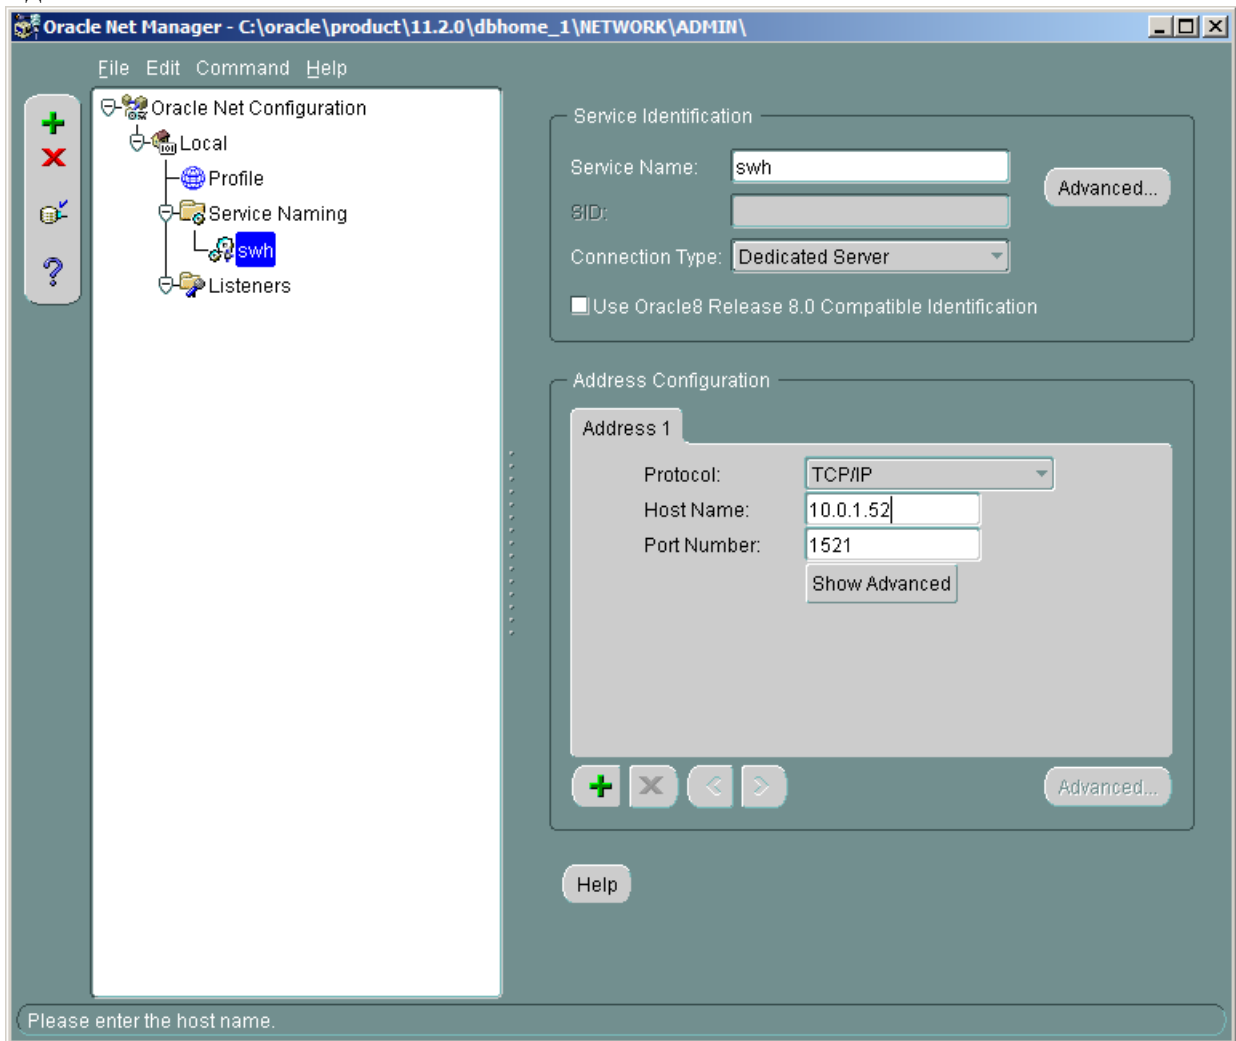 Oracle Net Manager - C:\oracle\product\11.2.0\dbhome_1\NETWORK\ADMIN\
File Edit Command Help
Oracle Net Configuration
Local
Profile
Service Naming
swh
Listeners
Service Identification
Service Name: swh
Advanced...
SID:
Connection Type: Dedicated Server
Use Oracle8 Release 8.0 Compatible Identification
Address Configuration
Address 1
Protocol: TCP/IP
Host Name: 10.0.1.52
Port Number: 1521
Show Advanced
Advanced...
Help
Please enter the host name.